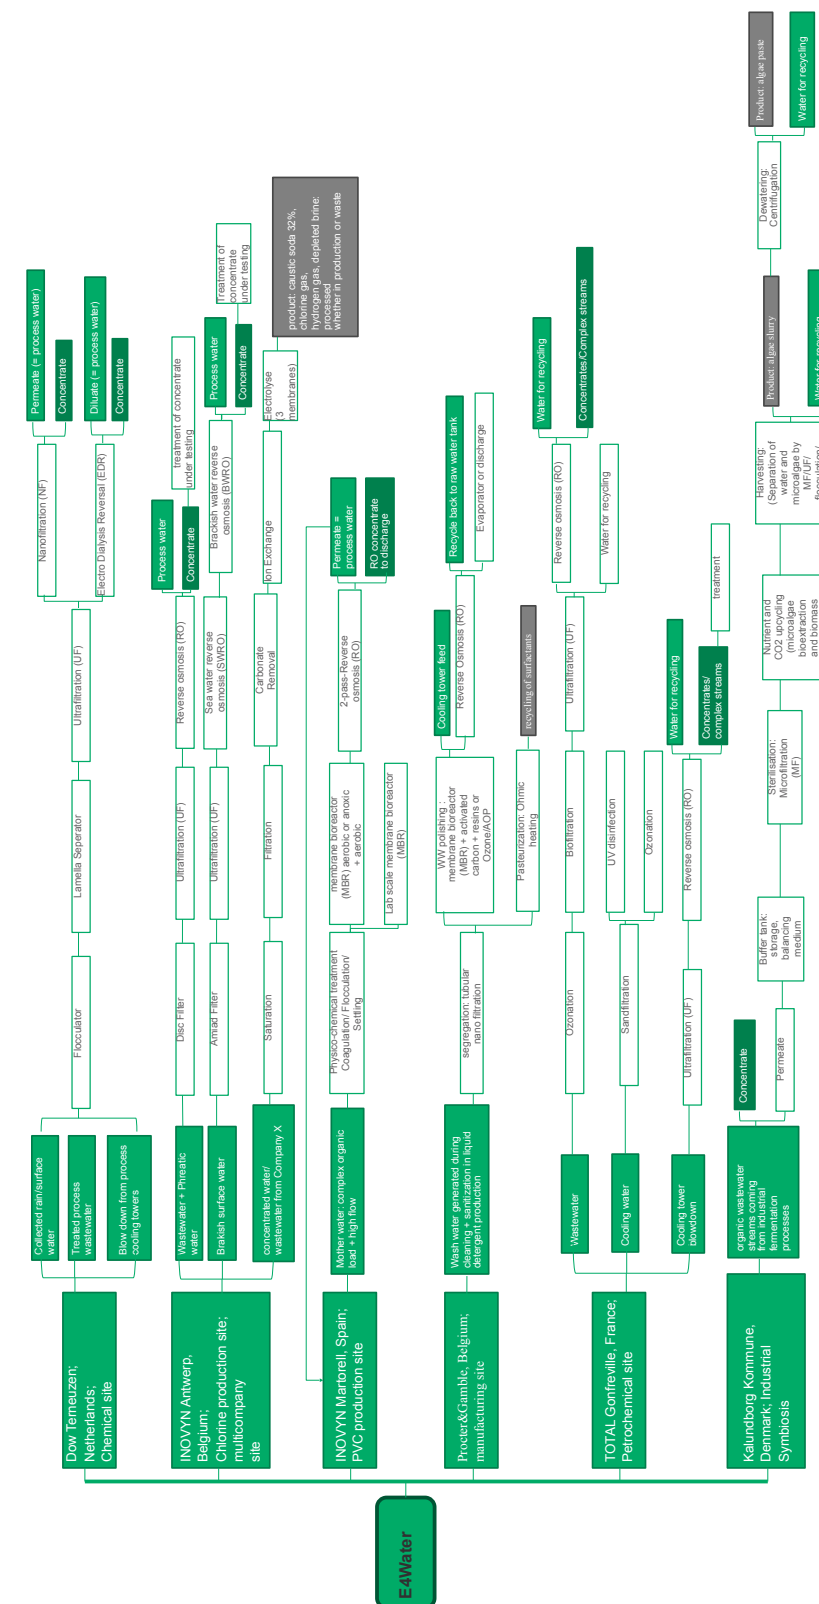 E4Water
Dow Terneuzen;
Netherlands;
Chemical site
Collected rain/surface
water
Treated process
wastewater
Blow down from process
cooling towers
Flocculator
Lamella Seperator
Ultrafiltration (UF)
Nanofiltration (NF)
Permeate (= process water)
Concentrate
Electro Dialysis Reversal (EDR)
Diluate (= process water)
Concentrate
INOVYN Antwerp,
Belgium;
Chlorine production site;
multicompany
site
Wastewater + Phreatic
water
Disc Filter
Ultrafiltration (UF)
Reverse osmosis (RO)
Process water
Concentrate
treatment of concentrate
under testing
Brakish surface water
Amiad Filter
Ultrafiltration (UF)
Sea water reverse
osmosis (SWRO)
Brackish water reverse
osmosis (BWRO)
Process water
Concentrate
Treatment of
concentrate
under testing
concentrated water/
wastewater from Company X
Saturation
Filtration
Carbonate
Removal
Ion Exchange
Electrolyse
(3
membranes)
product: caustic soda 32%,
chlorine gas,
hydrogen gas, depleted brine:
processed
whether in production or waste
INOVYN Martorell, Spain;
PVC production site
Mother water: complex organic
load + high flow
Physico-chemical treatment
Coagulation/ Flocculation/
Settling
membrane bioreactor
(MBR) aerobic or anoxic
+ aerobic
2-pass-Reverse
osmosis (RO)
Permeate =
process water
RO concentrate
to discharge
Lab scale membrane bioreactor
(MBR)
Procter&Gamble, Belgium;
manufacturing site
Wash water generated during
cleaning + sanitization in liquid
detergent production
segregation: tubular
nano filtration
WW polishing :
membrane bioreactor
(MBR) + activated
carbon + resins or
Ozone/AOP
Cooling tower feed
Reverse Osmosis (RO)
Recycle back to raw water tank
Evaporator or discharge
Pasteurization: Ohmic
heating
recycling of surfactants
TOTAL Gonfreville, France;
Petrochemical site
Wastewater
Ozonation
Biofiltration
Ultrafiltration (UF)
Reverse osmosis (RO)
Water for recycling
Concentrates/Complex streams
Water for recycling
Cooling water
Sandfiltration
UV disinfection
Ozonation
Cooling tower
blowdown
Ultrafiltration (UF)
Reverse osmosis (RO)
Water for recycling
Concentrates/
complex streams
treatment
Kalundborg Kommune,
Denmark; Industrial
Symbiosis
organic wastewater
streams coming
from industrial
fermentation
processes
Concentrate
Permeate
Buffer tank:
storage,
balancing
medium
Sterilisation:
Microfiltration
(MF)
Nutrient and
CO2 upcycling
(microalgae
bioextraction
and biomass
Harvesting:
(Separation of
water and
microalgae by
MF/UF/
Product: algae slurry
Water for recycling
Dewatering:
Centrifugation
Product: algae paste
Water for recycling